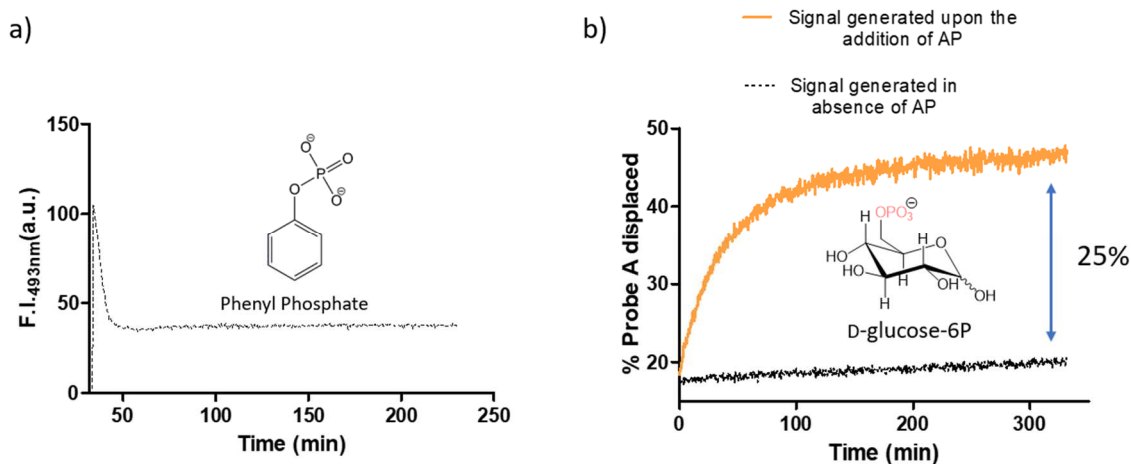 a)
F.I.493nm(a.u.)
150
100
50
0
O⊖
P
O
O⊖
O
Phenyl Phosphate
50
100
150
200
250
Time (min)
b)
Signal generated upon the
addition of AP
Signal generated in
absence of AP
% Probe A displaced
50
40
30
20
OPO3 ⊖
H
H
O
HO
HO
H
OH
H
OH
D-glucose-6P
25%
0
100
200
300
Time (min)